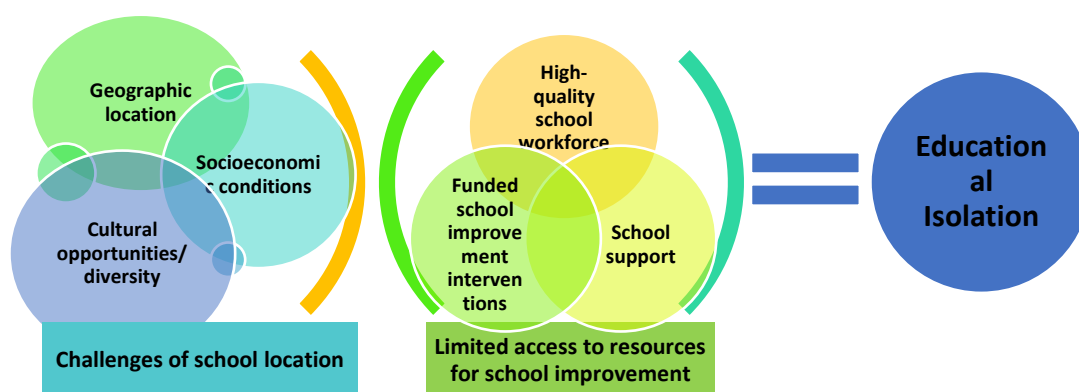 Geographic
location
Socioeconomi
c conditions
Cultural
opportunities/
diversity
Challenges of school location
High-
quality
school
workforce
Funded
school
improve
ment
interven
tions
School
support
Limited access to resources
for school improvement
Education
al
Isolation